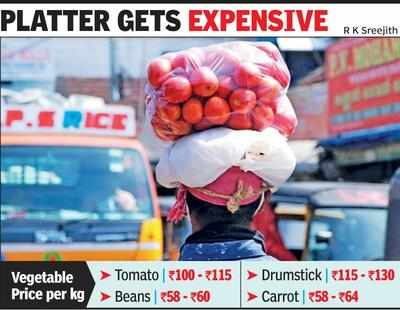 PLATTER GETS EXPENSIVE
R K Sreejith
P.S RICE
Vegetable
Price per kg
➤ Tomato | ₹100 - ₹115
➤ Drumstick | ₹115 - ₹130
➤ Beans | ₹58 - ₹60
➤ Carrot | ₹58 - ₹64